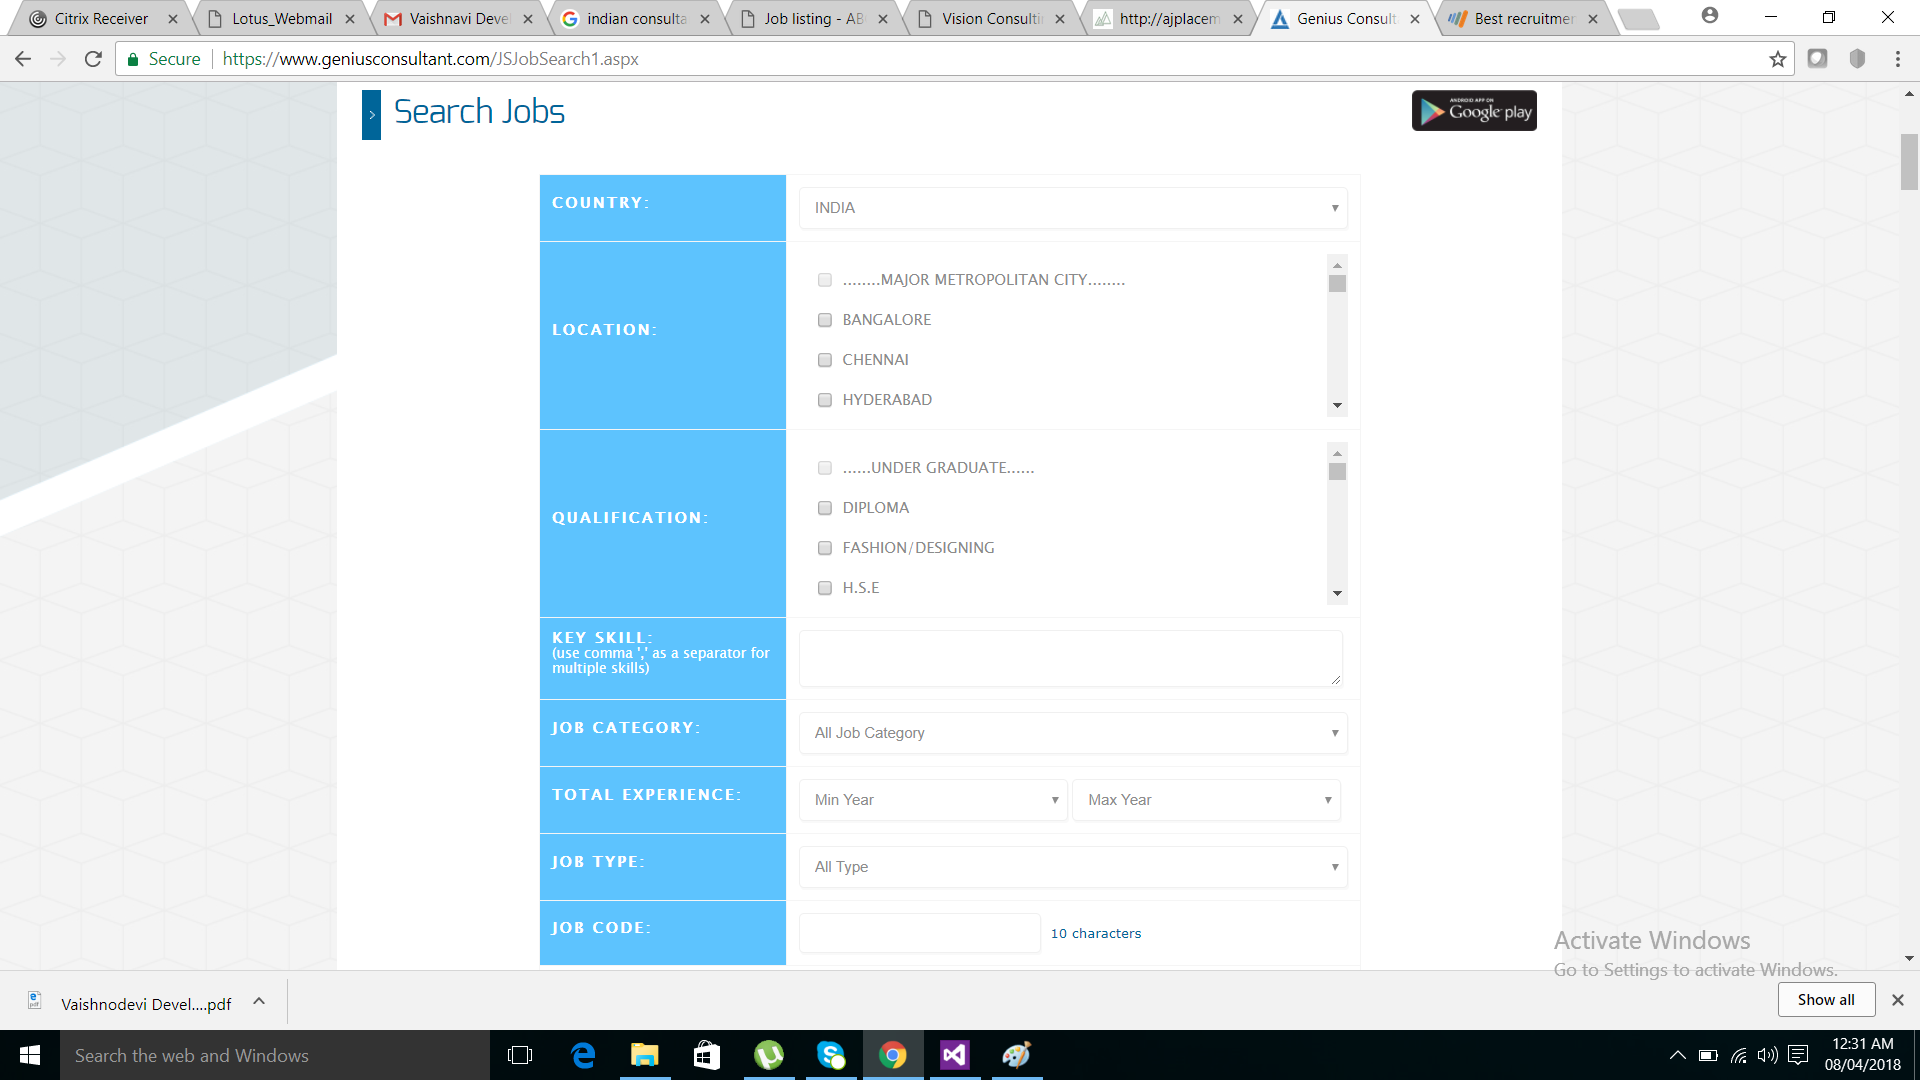 Citrix Receiver
Lotus_Webmail
Vaishnavi Deve
indian consulta
Job listing - AB
Vision Consulti
http://ajplacem
Genius Consult
Best recruitmen
Secure
https://www.geniusconsultant.com/JSJobSearch1.aspx
Search Jobs
ANDROID APP ON
Google play
COUNTRY:
INDIA
LOCATION:
........MAJOR METROPOLITAN CITY........
BANGALORE
CHENNAI
HYDERABAD
QUALIFICATION:
......UNDER GRADUATE......
DIPLOMA
FASHION/DESIGNING
H.S.E
KEY SKILL:
(use comma ',' as a separator for
multiple skills)
JOB CATEGORY:
All Job Category
TOTAL EXPERIENCE:
Min Year
Max Year
JOB TYPE:
All Type
JOB CODE:
10 characters
Activate Windows
Go to Settings to activate Windows.
Vaishnodevi Devel....pdf
Show all
Search the web and Windows
12:31 AM
08/04/2018